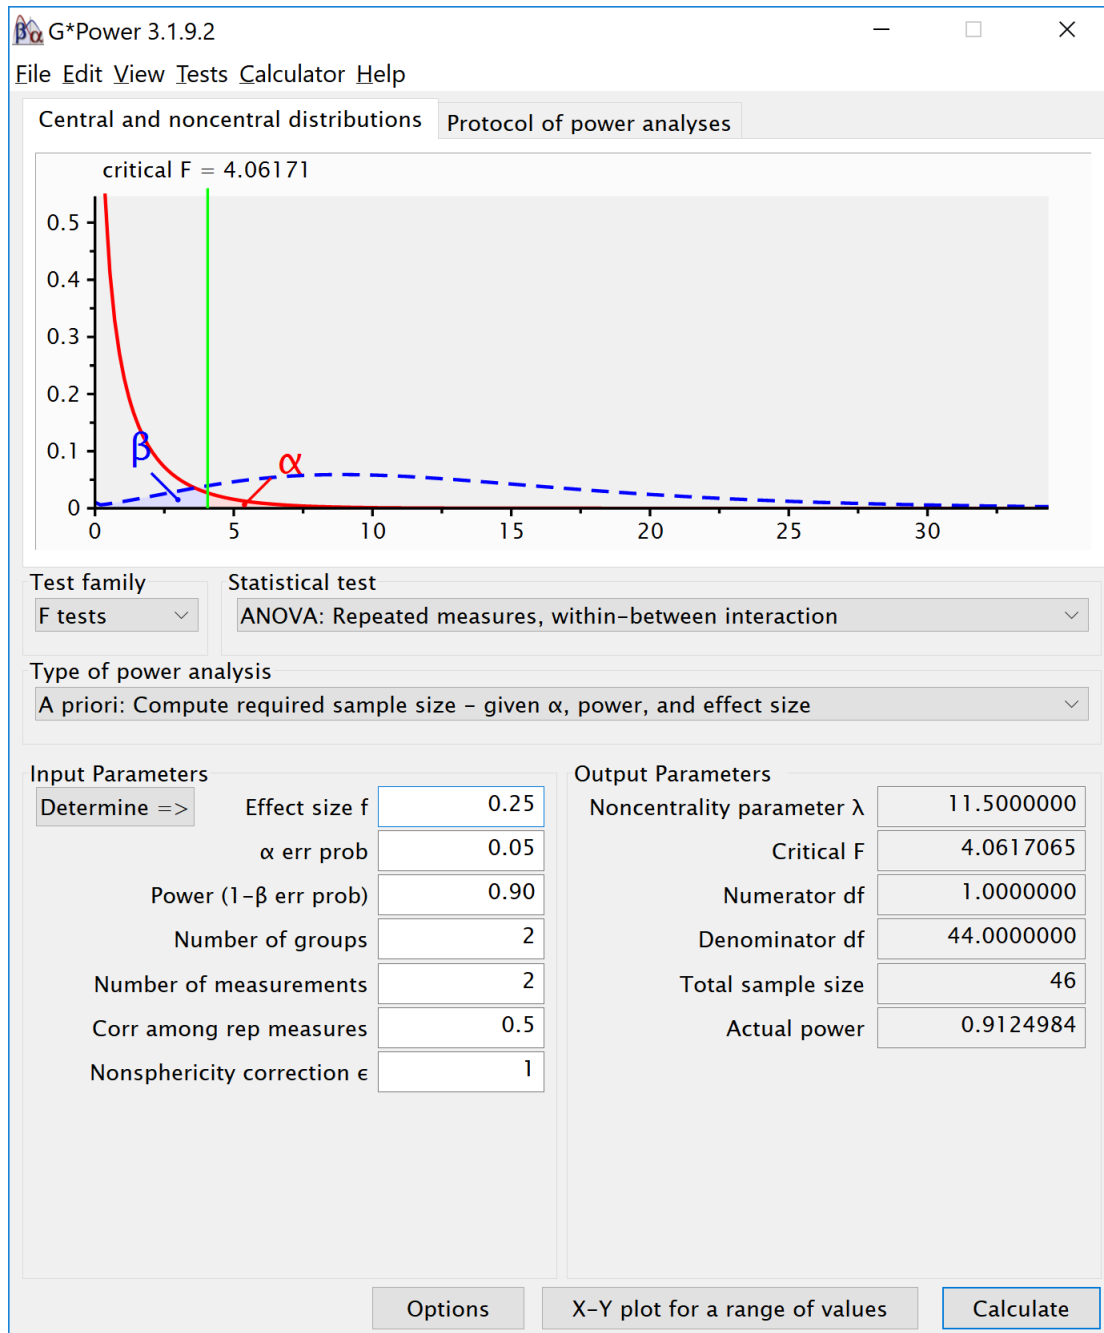 G*Power 3.1.9.2
File Edit View Tests Calculator Help
Central and noncentral distributions Protocol of power analyses
critical F = 4.06171
0.5
0.4
0.3
0.2
0.1
0
β α
0 5 10 15 20 25 30
Test family Statistical test
F tests ANOVA: Repeated measures, within-between interaction
Type of power analysis
A priori: Compute required sample size - given α, power, and effect size
Input Parameters Output Parameters
Determine => Effect size f 0.25 Noncentrality parameter λ 11.5000000
α err prob 0.05 Critical F 4.0617065
Power (1-β err prob) 0.90 Numerator df 1.0000000
Number of groups 2 Denominator df 44.0000000
Number of measurements 2 Total sample size 46
Corr among rep measures 0.5 Actual power 0.9124984
Nonsphericity correction ϵ 1
Options X-Y plot for a range of values Calculate